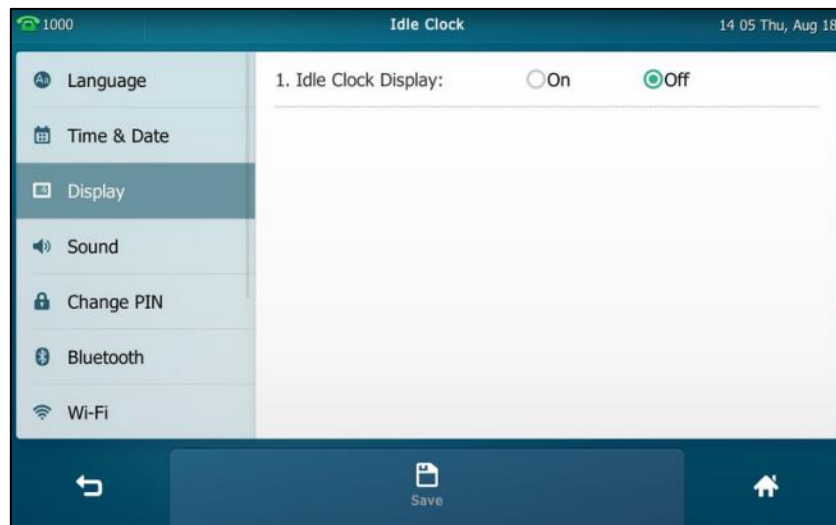 1000
Idle Clock
14 05 Thu, Aug 18
Language
Time & Date
Display
Sound
Change PIN
Bluetooth
Wi-Fi
1. Idle Clock Display: On Off
Save